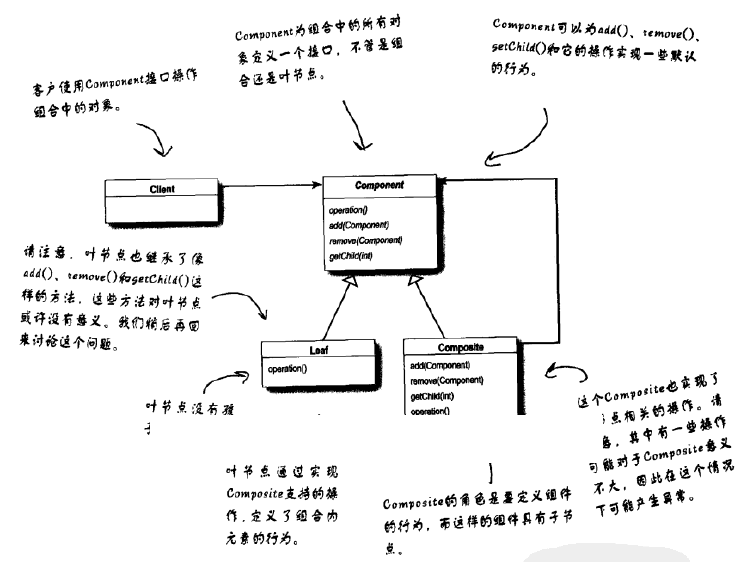 Component为组合中的所有对
象定义一个接口，不管是组
合还是叶节点。
Component可以为add()、remove()、
getChild()和它的操作实现一些默认
的行为。
客户使用Component接口操作
组合中的对象。
Client
Component
operation()
add(Component)
remove(Component)
getChild(int)
请注意，叶节点也继承了像
add()、remove()和getChild()这
样的方法，这些方法对叶节点
或许没有意义。我们稍后再回
来讨论这个问题。
Leaf
operation()
Composite
add(Component)
remove(Component)
getChild(int)
operation()
叶节点没有孩
这个Composite也实现了
点相关的操作。请
意，其中有一些操作
可能对于Composite意义
不大，因此在这个情况
下可能产生异常。
叶节点通过实现
Composite支持的操
作，定义了组合内
元素的行为。
Composite的角色是要定义组件
的行为，而这样的组件具有子节
点。